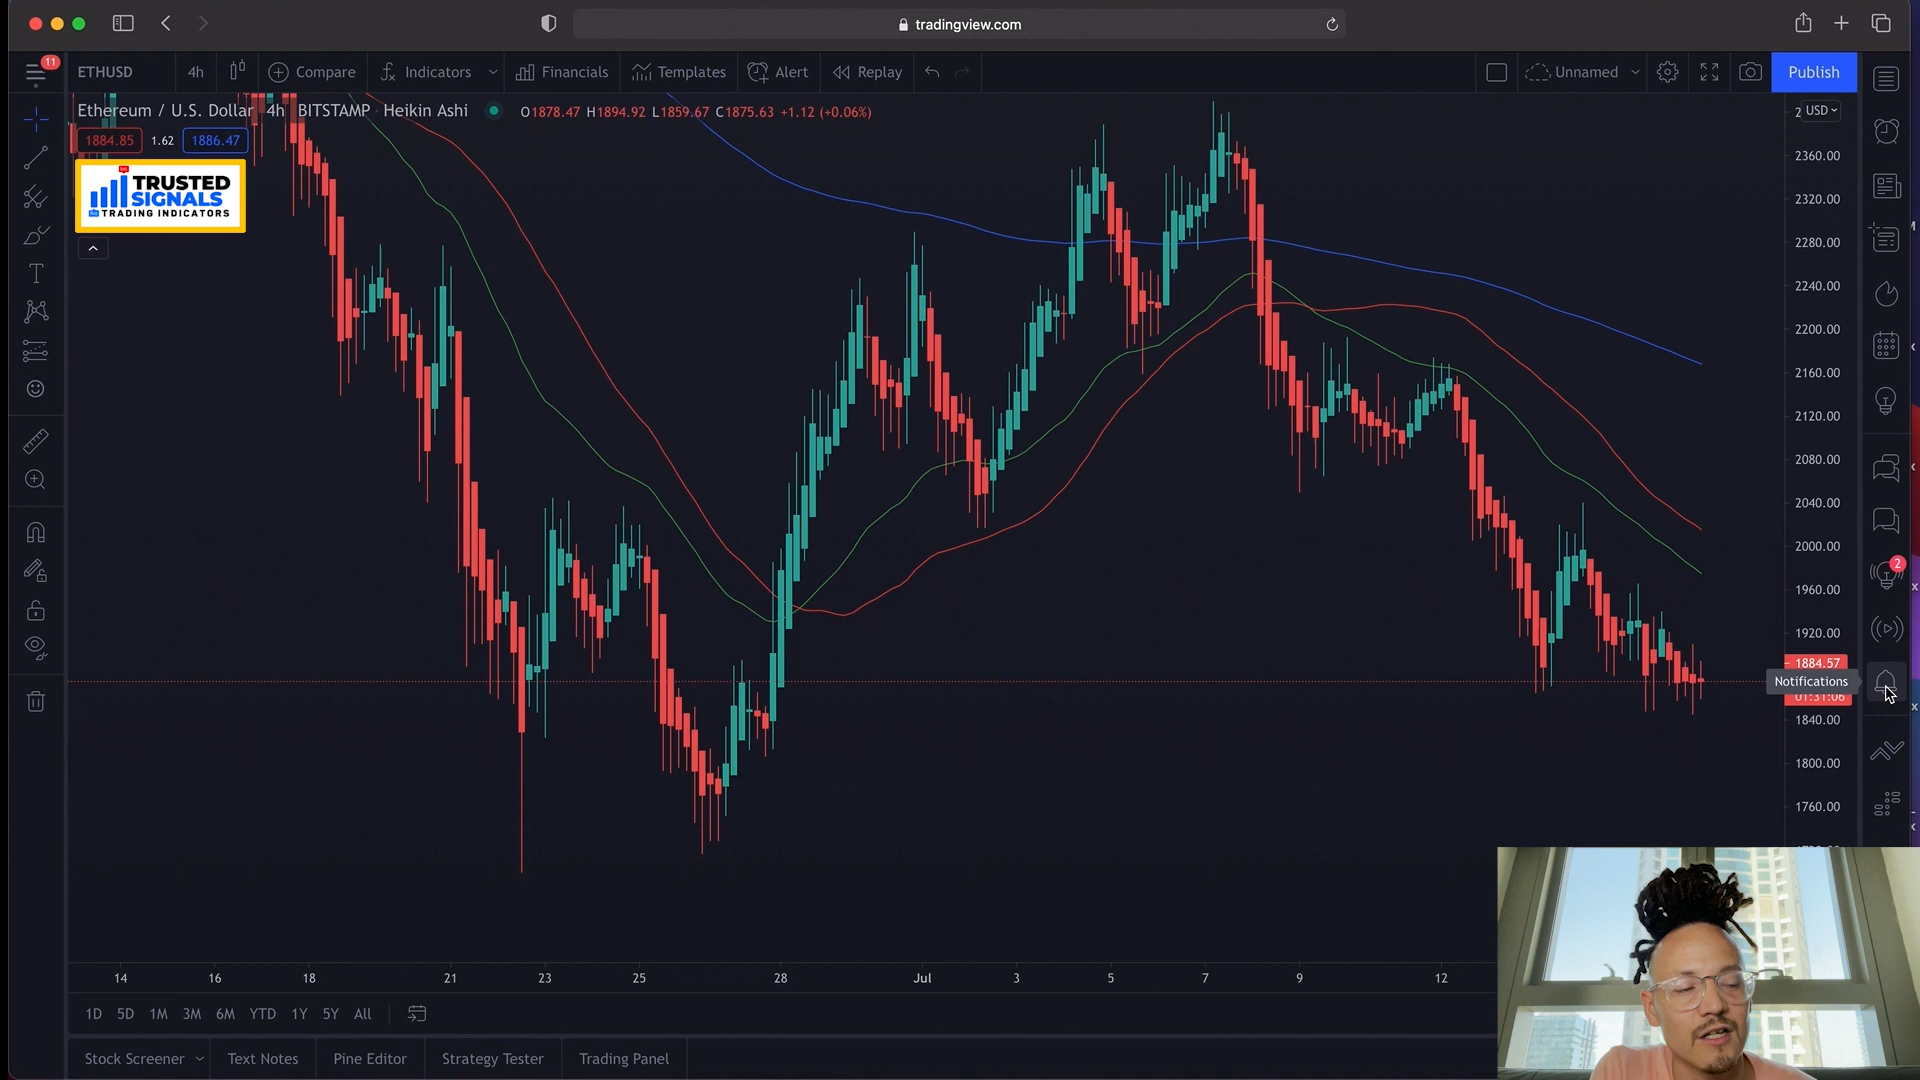 tradingview.com
11
ETHUSD
4h
Compare
Indicators
Financials
Templates
Alert
Replay
Unnamed
Publish
Ethereum / U.S. Dollar 4h BITSTAMP · Heikin Ashi
O1878.47 H1894.92 L1859.67 C1875.63 +1.12 (+0.06%)
USD
1884.85
1.62
1886.47
TRUSTED
SIGNALS
TRADING INDICATORS
2360.00
2320.00
2280.00
2240.00
2200.00
2160.00
2120.00
2080.00
2040.00
2000.00
1960.00
1920.00
1884.57
Notifications
01:31:06
1840.00
1800.00
1760.00
2
14
16
18
21
23
25
28
Jul
3
5
7
9
12
1D
5D
1M
3M
6M
YTD
1Y
5Y
All
Stock Screener
Text Notes
Pine Editor
Strategy Tester
Trading Panel